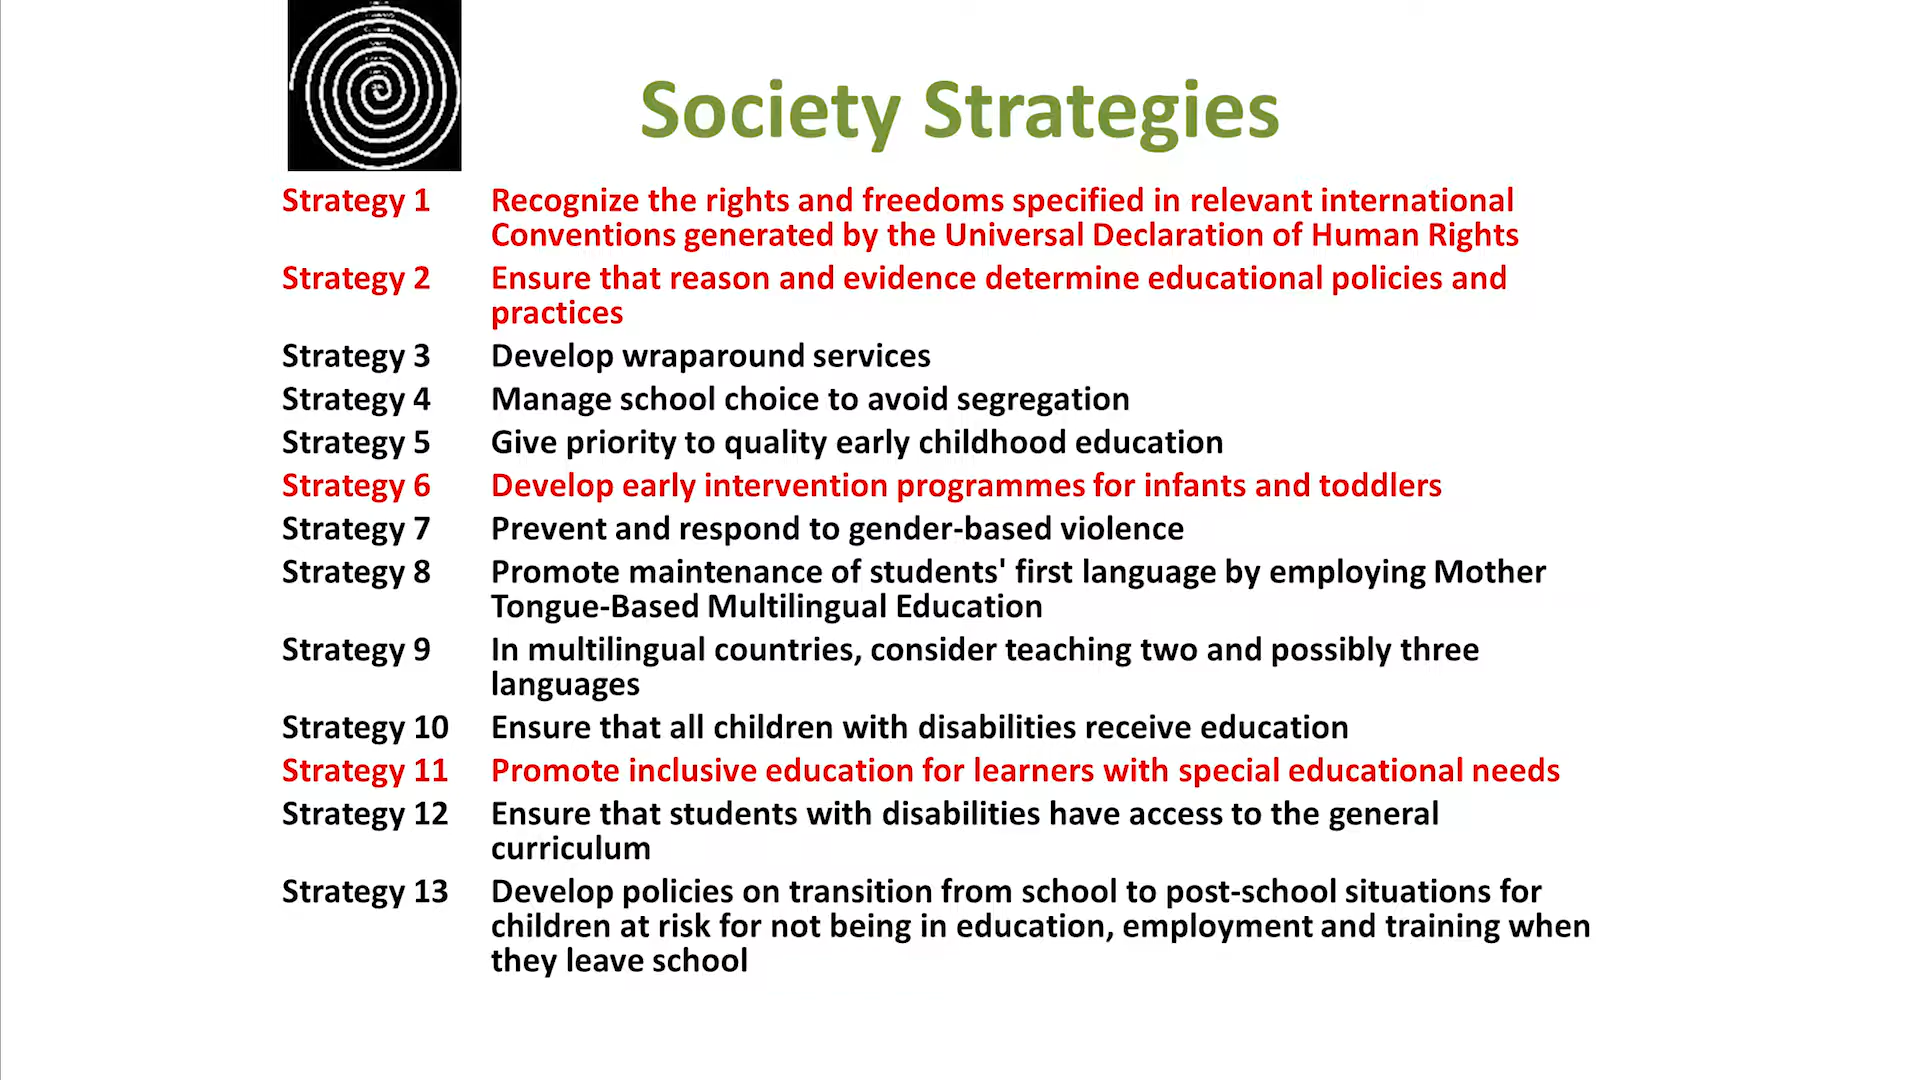 Society Strategies
Strategy 1 Recognize the rights and freedoms specified in relevant international
Conventions generated by the Universal Declaration of Human Rights
Strategy 2 Ensure that reason and evidence determine educational policies and
practices
Strategy 3 Develop wraparound services
Strategy 4 Manage school choice to avoid segregation
Strategy 5 Give priority to quality early childhood education
Strategy 6 Develop early intervention programmes for infants and toddlers
Strategy 7 Prevent and respond to gender-based violence
Strategy 8 Promote maintenance of students' first language by employing Mother
Tongue-Based Multilingual Education
Strategy 9 In multilingual countries, consider teaching two and possibly three
languages
Strategy 10 Ensure that all children with disabilities receive education
Strategy 11 Promote inclusive education for learners with special educational needs
Strategy 12 Ensure that students with disabilities have access to the general
curriculum
Strategy 13 Develop policies on transition from school to post-school situations for
children at risk for not being in education, employment and training when
they leave school